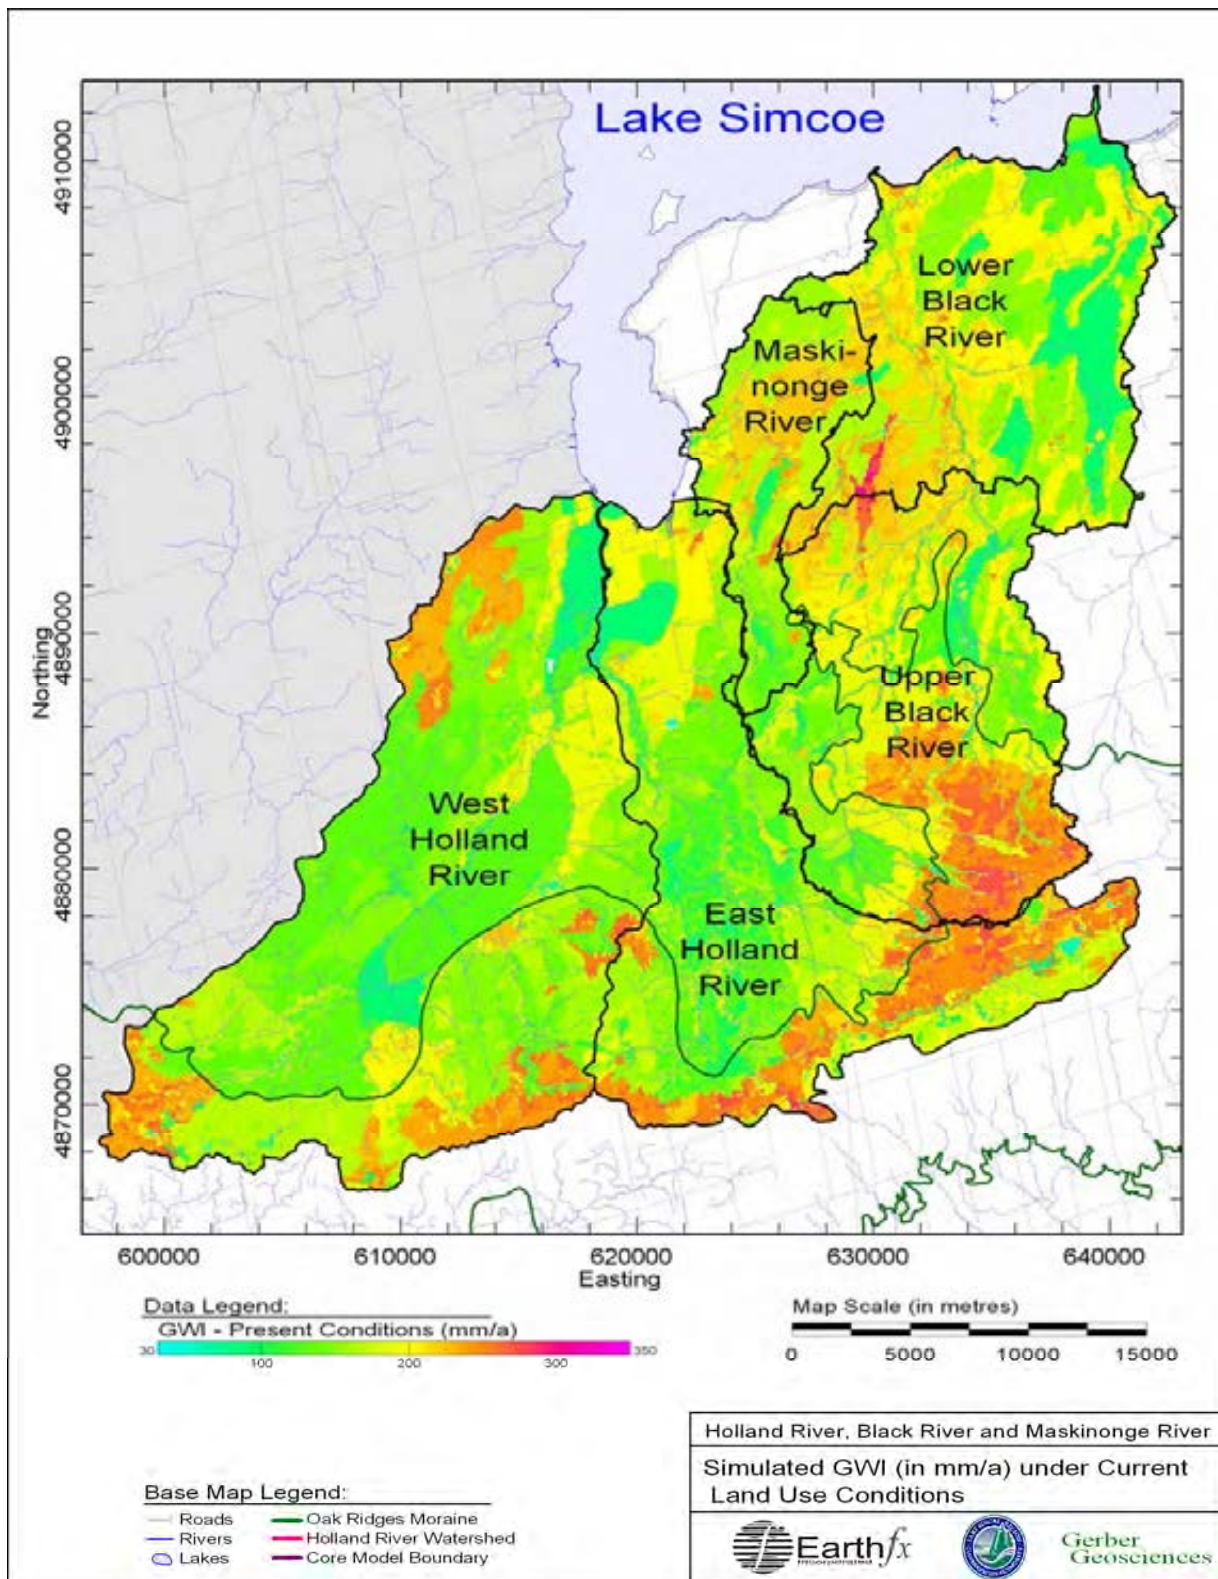 Lake Simcoe
Lower
Black
River
Maski-
nonge
River
Upper
Black
River
West
Holland
River
East
Holland
River
Northing
4910000
4900000
4890000
4880000
4870000
600000
610000
620000
630000
640000
Easting
Data Legend:
GWI - Present Conditions (mm/a)
30
100
200
300
350
Map Scale (in metres)
0
5000
10000
15000
Holland River, Black River and Maskinonge River
Simulated GWI (in mm/a) under Current
Land Use Conditions
Base Map Legend:
Roads
Rivers
Lakes
Oak Ridges Moraine
Holland River Watershed
Core Model Boundary
Earthfx
Incorporated
Gerber
Geosciences